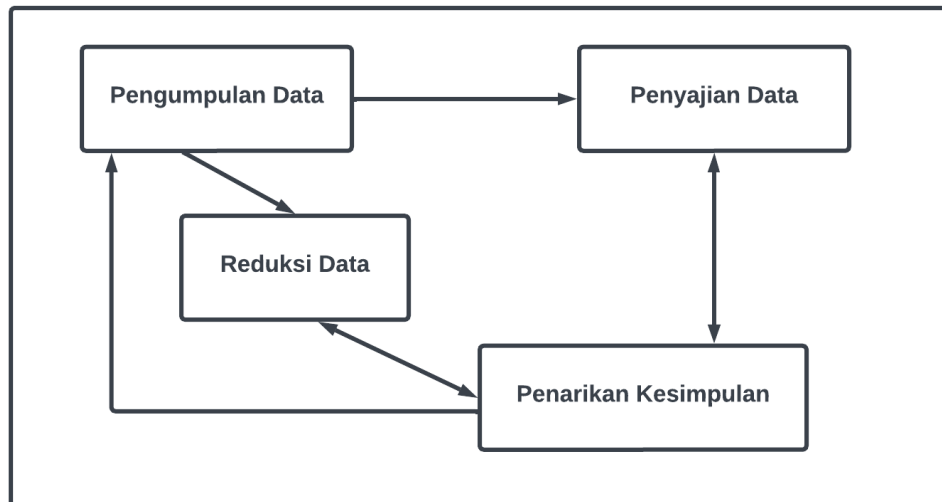 Pengumpulan Data
Penyajian Data
Reduksi Data
Penarikan Kesimpulan